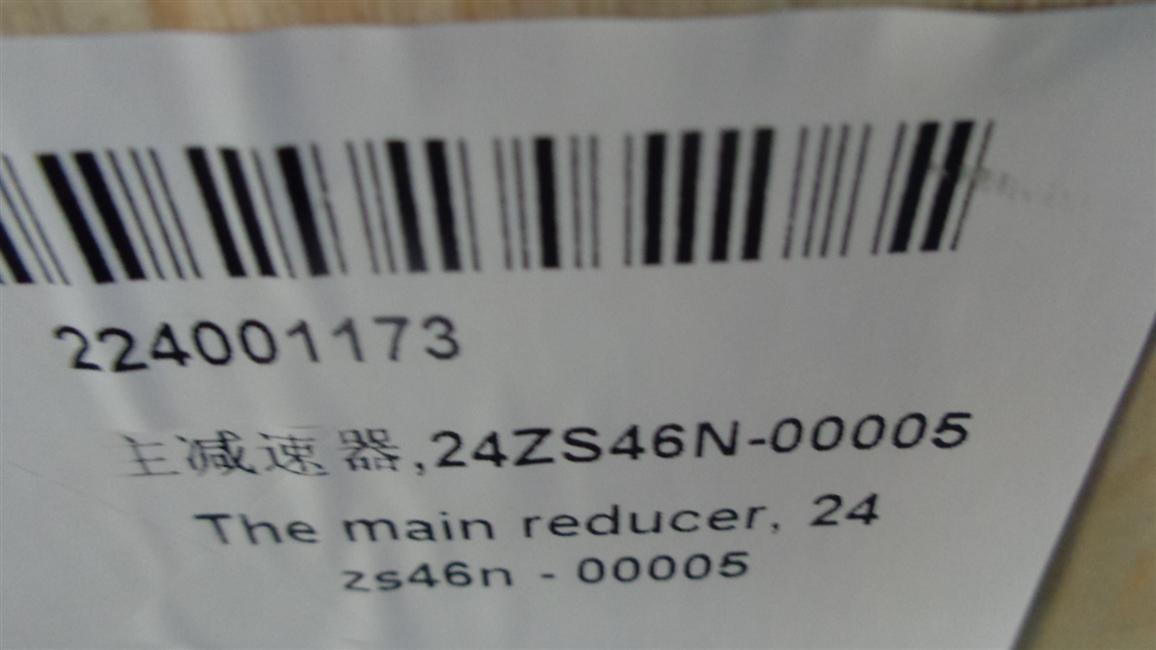 224001173
主减速器,24ZS46N-00005
The main reducer, 24
zs46n - 00005